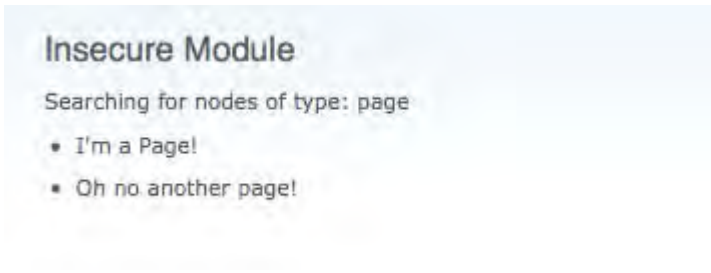 Insecure Module
Searching for nodes of type: page
• I'm a Page!
• Oh no another page!